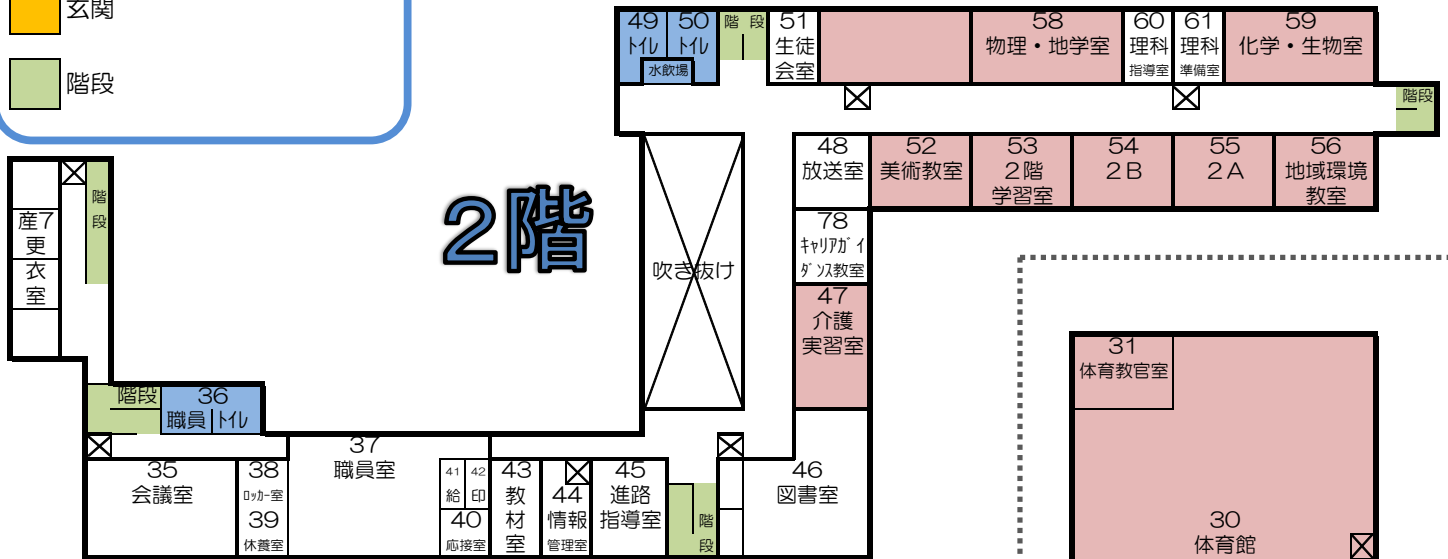 玄関
階段
2階
49
トイレ
50
トイレ
水飲場
階 段
51
生徒
会室
58
物理・地学室
60
理科
指導室
61
理科
準備室
59
化学・生物室
階段
48
放送室
52
美術教室
53
2階
学習室
54
2B
55
2A
56
地域環境
教室
階
段
産7
更
衣
室
吹き抜け
78
キャリアガイ
ダンス教室
47
介護
実習室
31
体育教官室
階段
36
職員
トイレ
35
会議室
38
ロッカー室
39
休養室
37
職員室
41
給
42
印
40
応接室
43
教
材
室
44
情報
管理室
45
進路
指導室
階
段
46
図書室
30
体育館